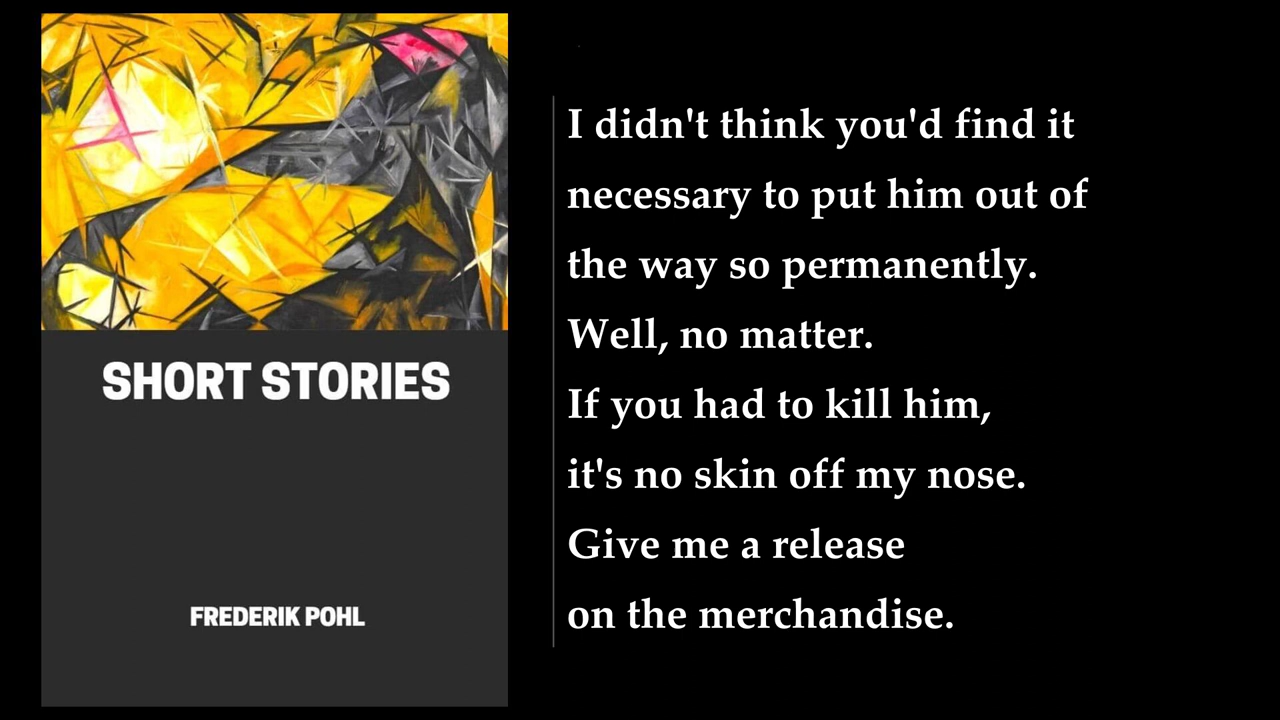 SHORT STORIES
FREDERIK POHL
I didn't think you'd find it
necessary to put him out of
the way so permanently.
Well, no matter.
If you had to kill him,
it's no skin off my nose.
Give me a release
on the merchandise.